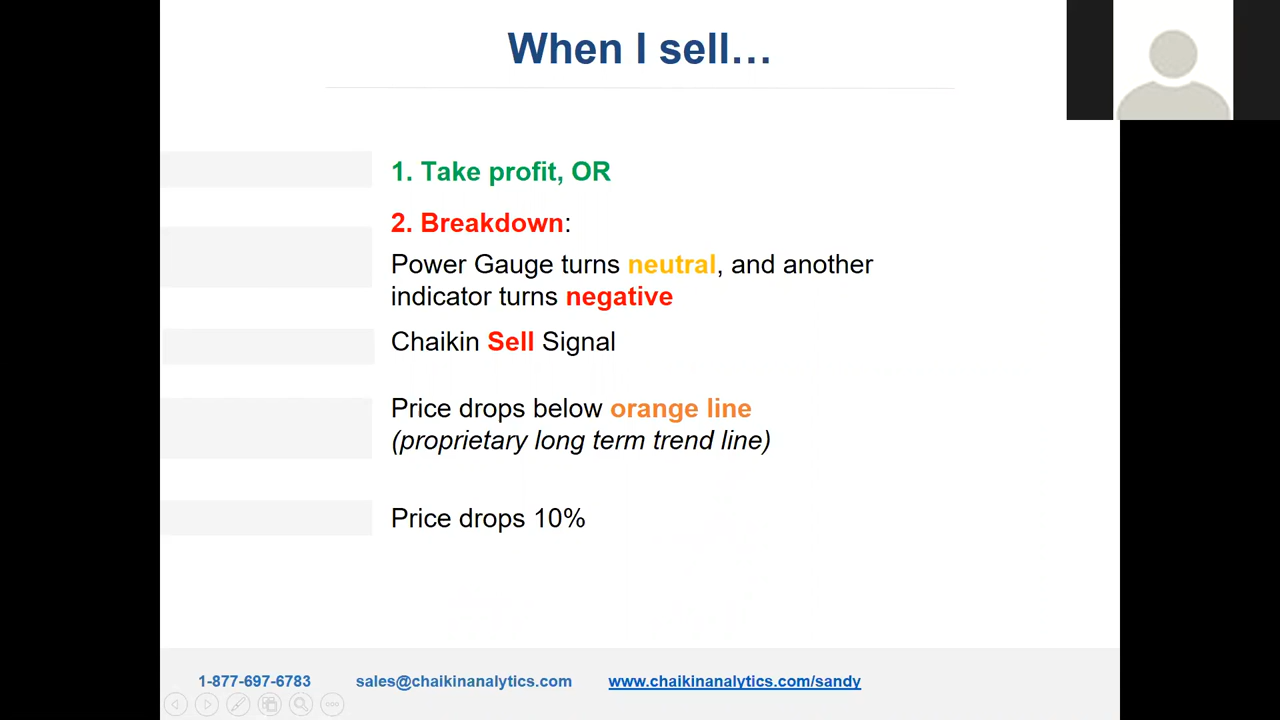 When I sell…
1. Take profit, OR
2. Breakdown:
Power Gauge turns neutral, and another
indicator turns negative
Chaikin Sell Signal
Price drops below orange line
(proprietary long term trend line)
Price drops 10%
1-877-697-6783 sales@chaikinanalytics.com www.chaikinanalytics.com/sandy